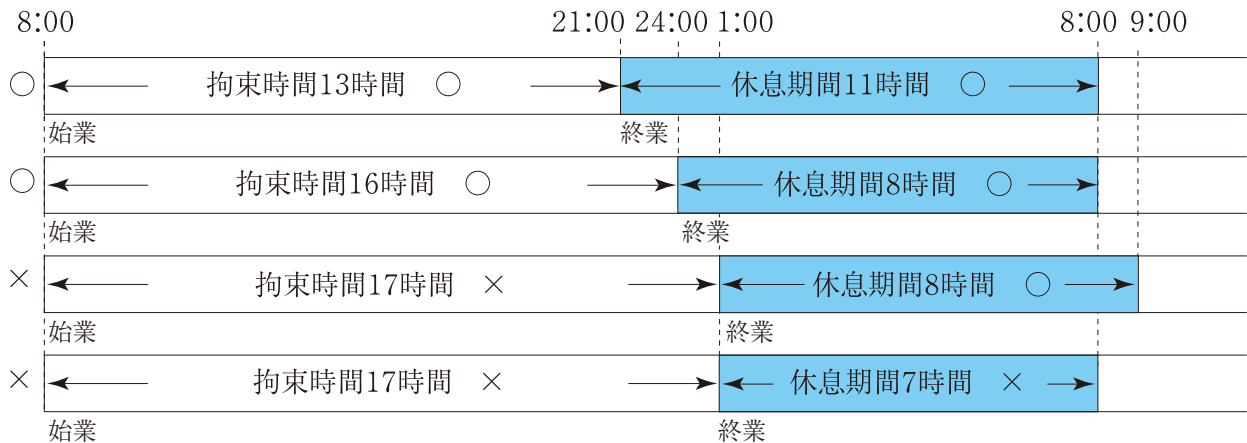 8:00 21:00 24:00 1:00 8:00 9:00
○ 拘束時間13時間 ○ 休息期間11時間 ○
始業 終業
○ 拘束時間16時間 ○ 休息期間8時間 ○
始業 終業
× 拘束時間17時間 × 休息期間8時間 ○
始業 終業
× 拘束時間17時間 × 休息期間7時間 ×
始業 終業